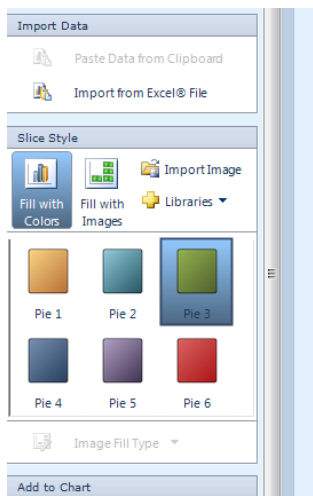 Import Data
Paste Data from Clipboard
Import from Excel® File
Slice Style
Fill with Colors
Fill with Images
Import Image
Libraries
Pie 1 Pie 2 Pie 3
Pie 4 Pie 5 Pie 6
Image Fill Type
Add to Chart